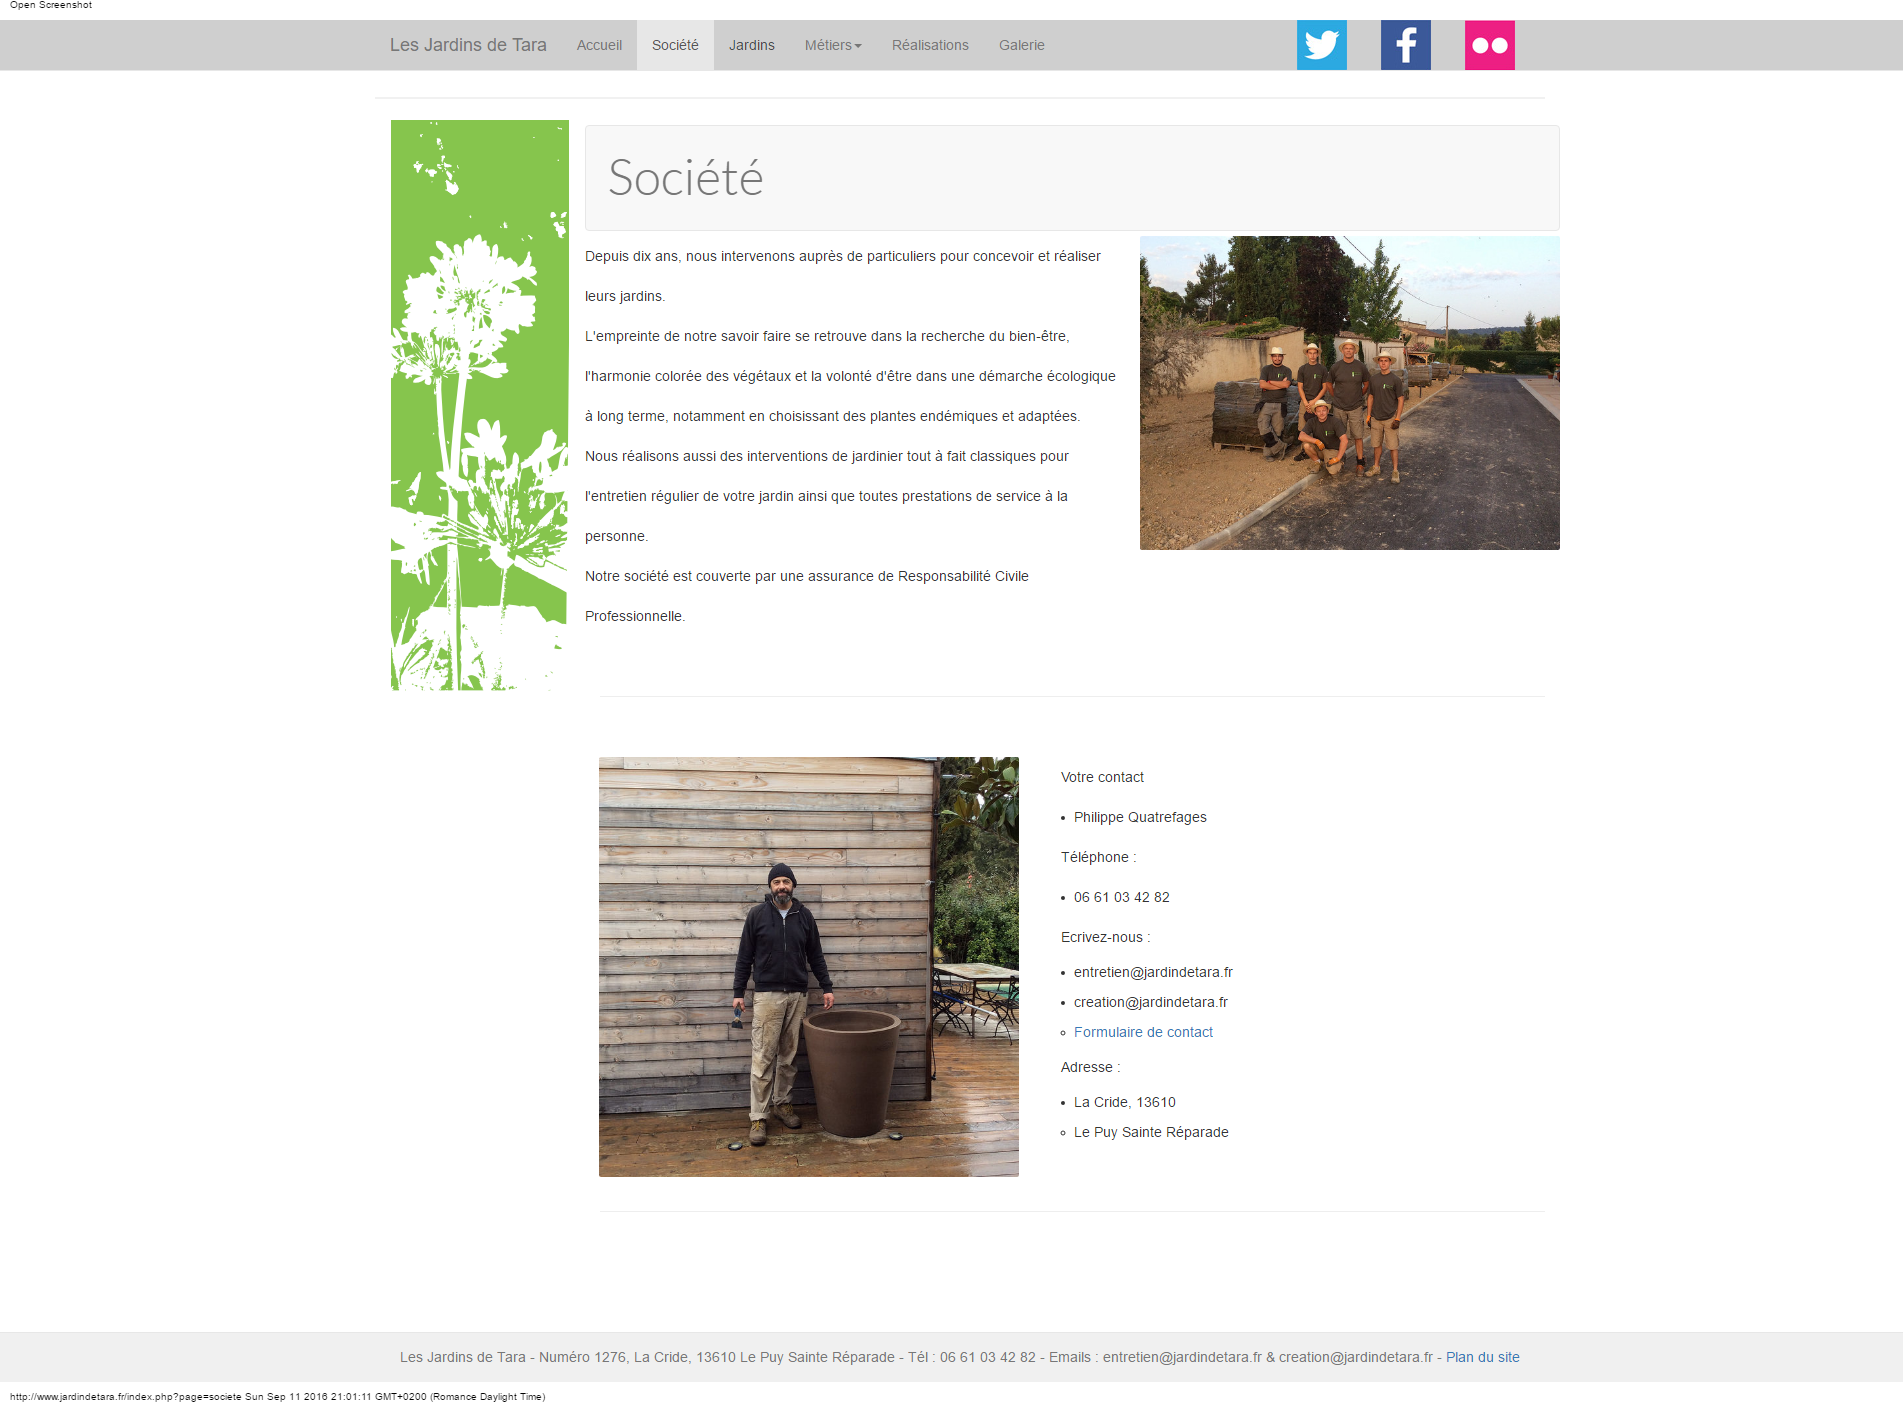 Open Screenshot
Les Jardins de Tara Accueil Société Jardins Métiers Réalisations Galerie
Société
Depuis dix ans, nous intervenons auprès de particuliers pour concevoir et réaliser
leurs jardins.
L'empreinte de notre savoir faire se retrouve dans la recherche du bien-être,
l'harmonie colorée des végétaux et la volonté d'être dans une démarche écologique
à long terme, notamment en choisissant des plantes endémiques et adaptées.
Nous réalisons aussi des interventions de jardinier tout à fait classiques pour
l'entretien régulier de votre jardin ainsi que toutes prestations de service à la
personne.
Notre société est couverte par une assurance de Responsabilité Civile
Professionnelle.
Votre contact
Philippe Quatrefages
Téléphone :
06 61 03 42 82
Ecrivez-nous :
entretien@jardindetara.fr
creation@jardindetara.fr
Formulaire de contact
Adresse :
La Cride, 13610
Le Puy Sainte Réparade
Les Jardins de Tara - Numéro 1276, La Cride, 13610 Le Puy Sainte Réparade - Tél : 06 61 03 42 82 - Emails : entretien@jardindetara.fr & creation@jardindetara.fr - Plan du site
http://www.jardindetara.fr/index.php?page=societe Sun Sep 11 2016 21:01:11 GMT+0200 (Romance Daylight Time)